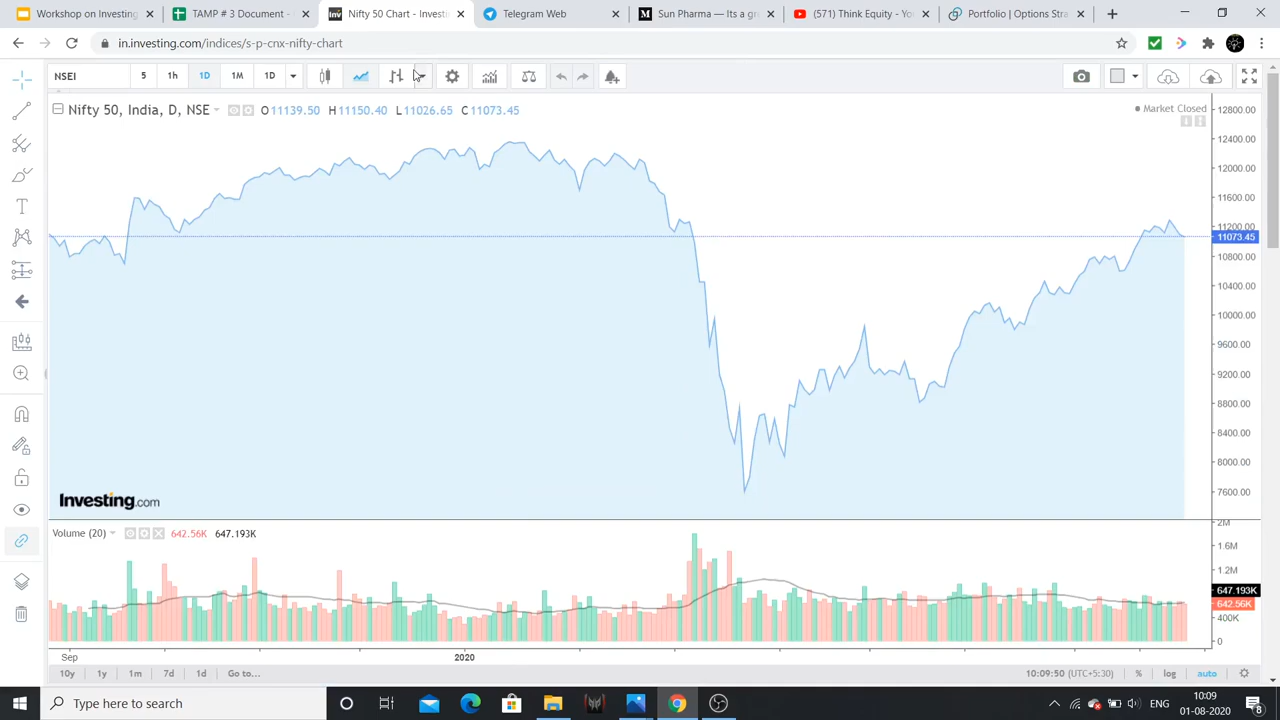 Workshop on Investing
TAMP # 3 Document -
Nifty 50 Chart - Investi
Telegram Web
Sun Pharma — Its a g
(571) Think Equity - Yo
Portfolio | Options Stra
in.investing.com/indices/s-p-cnx-nifty-chart
NSEI
5
1h
1D
1M
1D
Nifty 50, India, D, NSE
O 11139.50 H 11150.40 L 11026.65 C 11073.45
Market Closed
12800.00
12400.00
12000.00
11600.00
11200.00
11073.45
10800.00
10400.00
10000.00
9600.00
9200.00
8800.00
8400.00
8000.00
7600.00
Investing.com
Volume (20)
642.56K
647.193K
2M
1.6M
1.2M
647.193K
642.56K
400K
0
Sep
2020
10y
1y
1m
7d
1d
Go to...
10:09:50 (UTC+5:30)
%
log
auto
Type here to search
ENG
10:09
01-08-2020
8